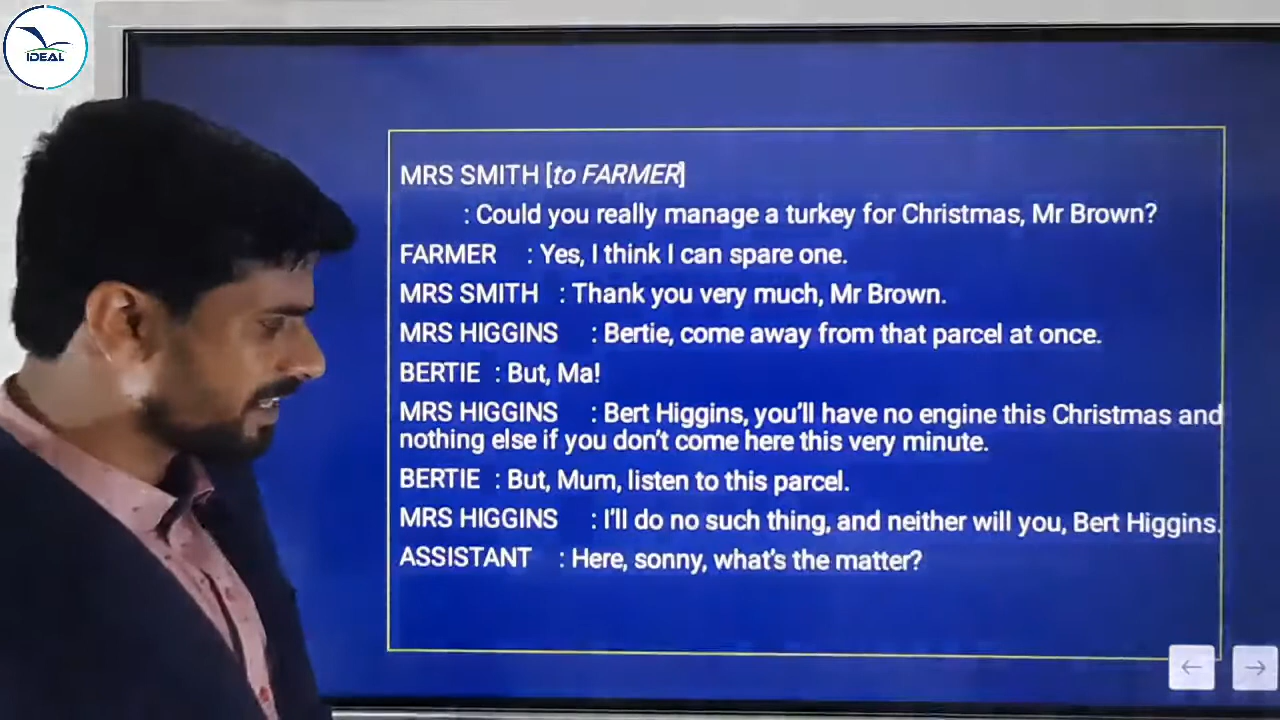 IDEAL
MRS SMITH [to FARMER]
: Could you really manage a turkey for Christmas, Mr Brown?
FARMER : Yes, I think I can spare one.
MRS SMITH : Thank you very much, Mr Brown.
MRS HIGGINS : Bertie, come away from that parcel at once.
BERTIE : But, Ma!
MRS HIGGINS : Bert Higgins, you'll have no engine this Christmas and
nothing else if you don't come here this very minute.
BERTIE : But, Mum, listen to this parcel.
MRS HIGGINS : I'll do no such thing, and neither will you, Bert Higgins.
ASSISTANT : Here, sonny, what's the matter?